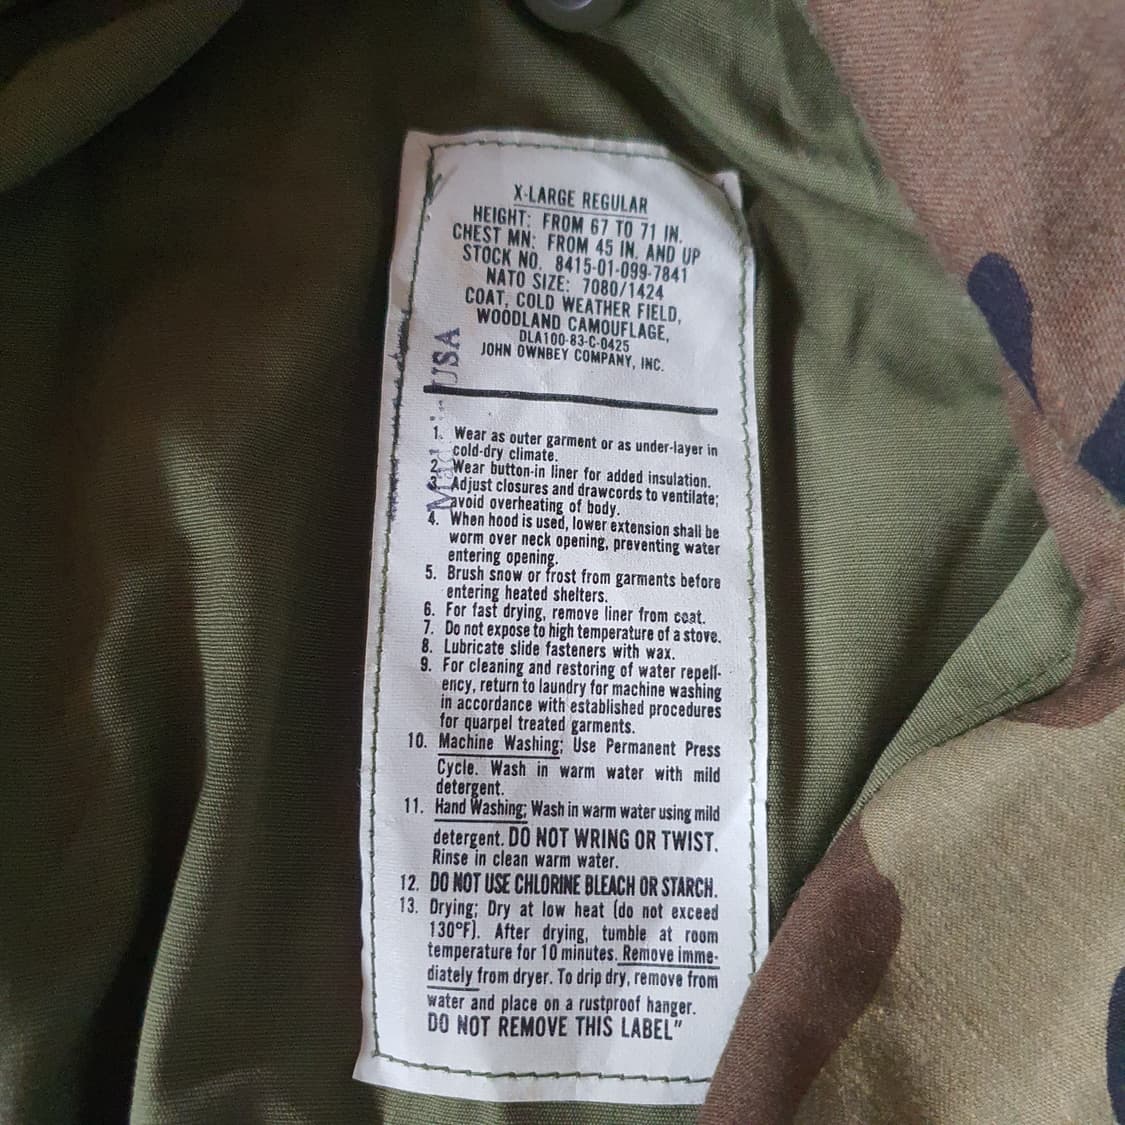 X-LARGE REGULAR
HEIGHT: FROM 67 TO 71 IN.
CHEST MN: FROM 45 IN. AND UP
STOCK NO. 8415-01-099-7841
NATO SIZE: 7080/1424
COAT, COLD WEATHER FIELD,
WOODLAND CAMOUFLAGE,
DLA100-83-C-0425
JOHN OWNBEY COMPANY, INC.
Made in USA
1. Wear as outer garment or as under-layer in
cold-dry climate.
2. Wear button-in liner for added insulation.
3. Adjust closures and drawcords to ventilate;
avoid overheating of body.
4. When hood is used, lower extension shall be
worm over neck opening, preventing water
entering opening.
5. Brush snow or frost from garments before
entering heated shelters.
6. For fast drying, remove liner from coat.
7. Do not expose to high temperature of a stove.
8. Lubricate slide fasteners with wax.
9. For cleaning and restoring of water repell-
ency, return to laundry for machine washing
in accordance with established procedures
for quarpel treated garments.
10. Machine Washing; Use Permanent Press
Cycle. Wash in warm water with mild
detergent.
11. Hand Washing; Wash in warm water using mild
detergent. DO NOT WRING OR TWIST.
Rinse in clean warm water.
12. DO NOT USE CHLORINE BLEACH OR STARCH.
13. Drying; Dry at low heat (do not exceed
130°F). After drying, tumble at room
temperature for 10 minutes. Remove imme-
diately from dryer. To drip dry, remove from
water and place on a rustproof hanger.
DO NOT REMOVE THIS LABEL"